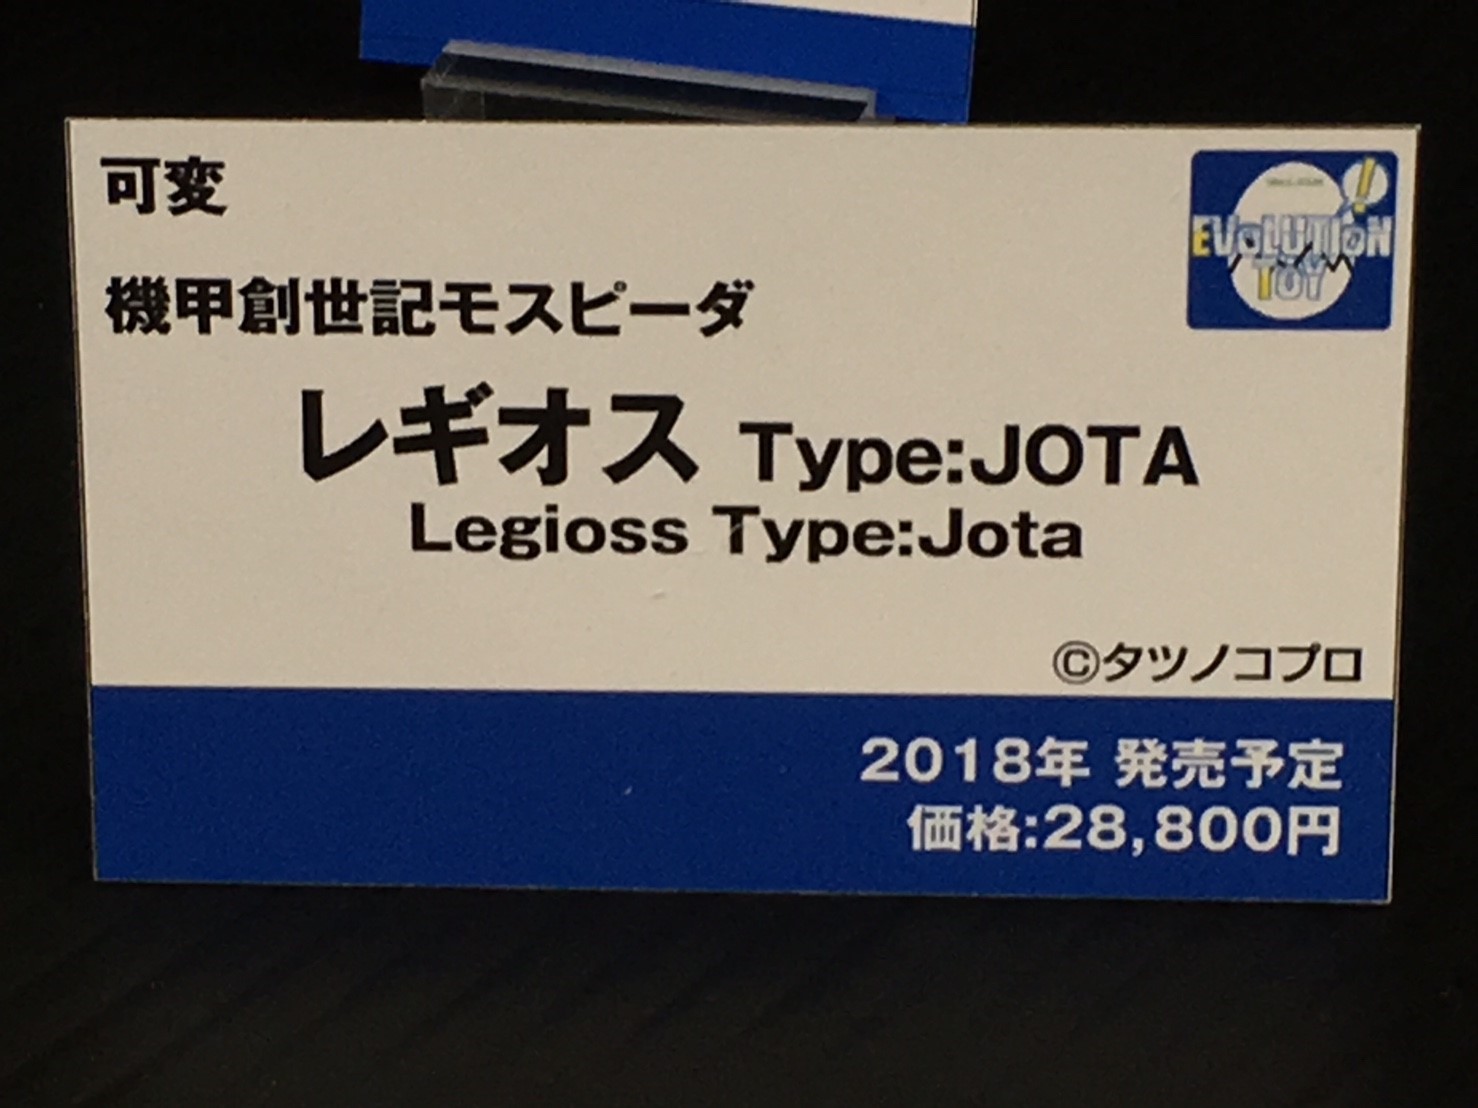 可変
EVOLUTION
TOY
機甲創世記モスピーダ
レギオス Type:JOTA
Legioss Type:Jota
©タツノコプロ
2018年 発売予定
価格:28,800円